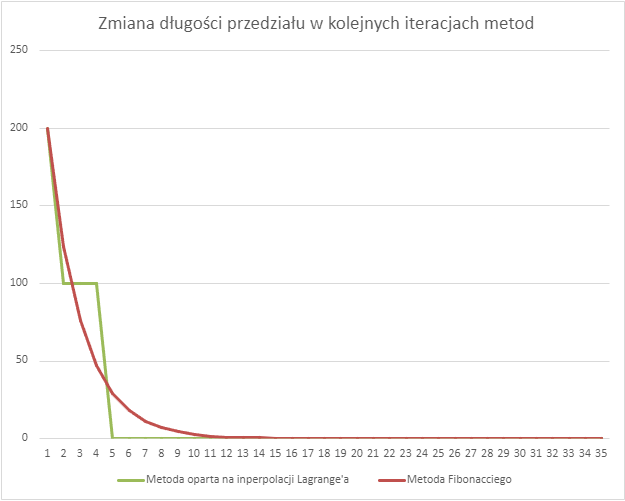 Zmiana długości przedziału w kolejnych iteracjach metod
250
200
150
100
50
0
1 2 3 4 5 6 7 8 9 10 11 12 13 14 15 16 17 18 19 20 21 22 23 24 25 26 27 28 29 30 31 32 33 34 35
Metoda oparta na inperpolacji Lagrange'a Metoda Fibonacciego